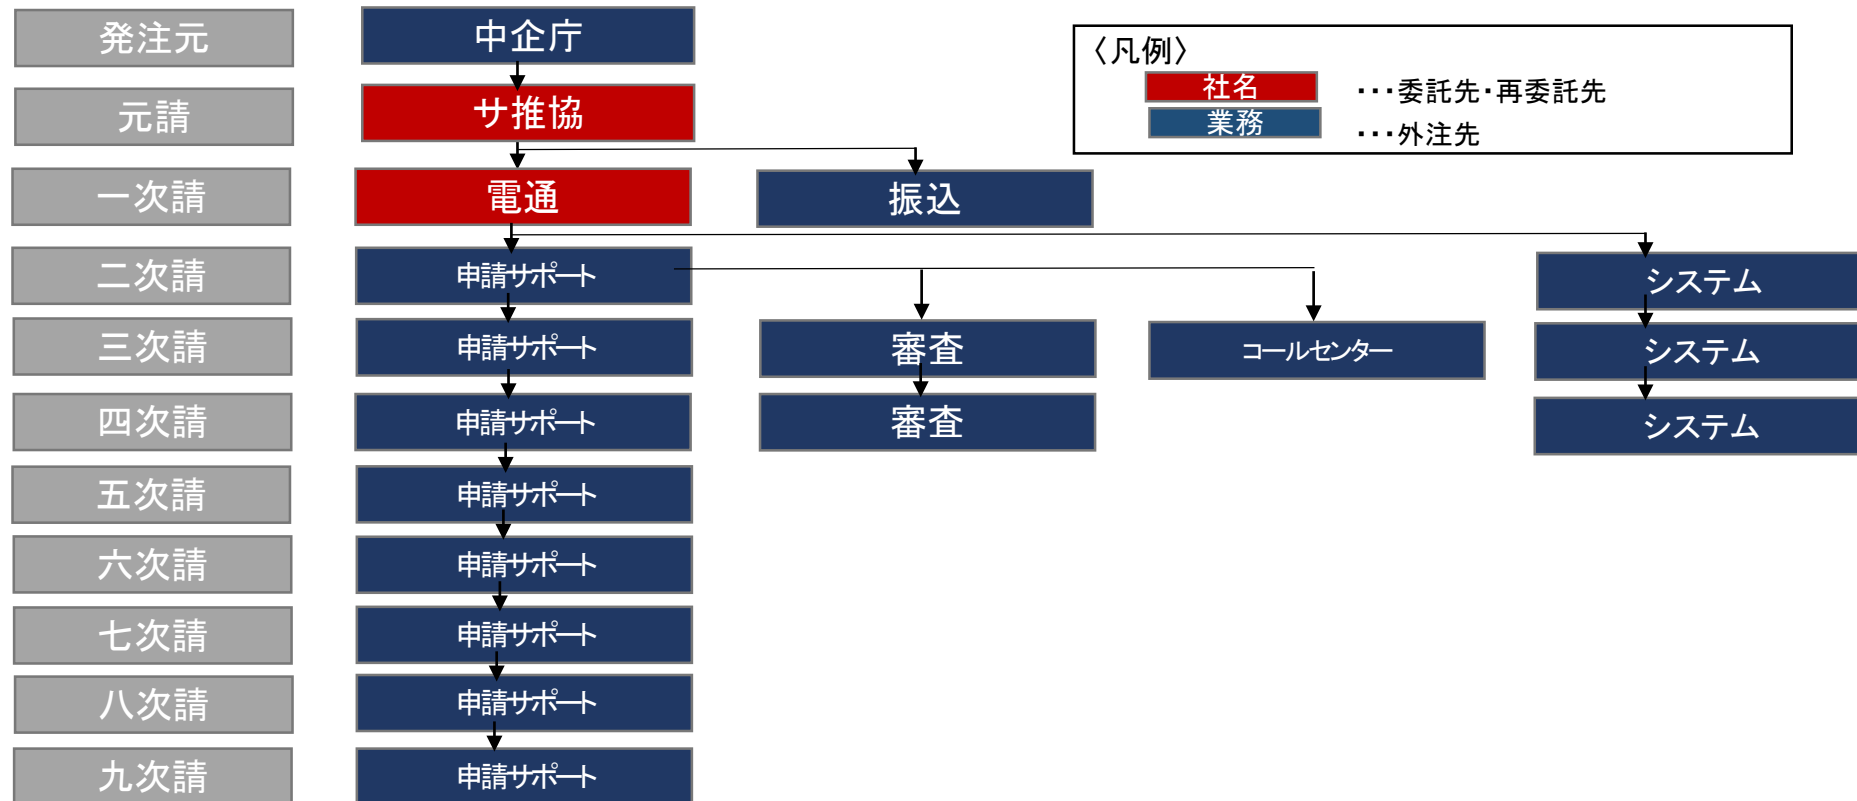 発注元
中企庁
〈凡例〉
社名
・・・委託先・再委託先
業務
・・・外注先
元請
サ推協
一次請
電通
振込
二次請
申請サポート
システム
三次請
申請サポート
審査
コールセンター
システム
四次請
申請サポート
審査
システム
五次請
申請サポート
六次請
申請サポート
七次請
申請サポート
八次請
申請サポート
九次請
申請サポート